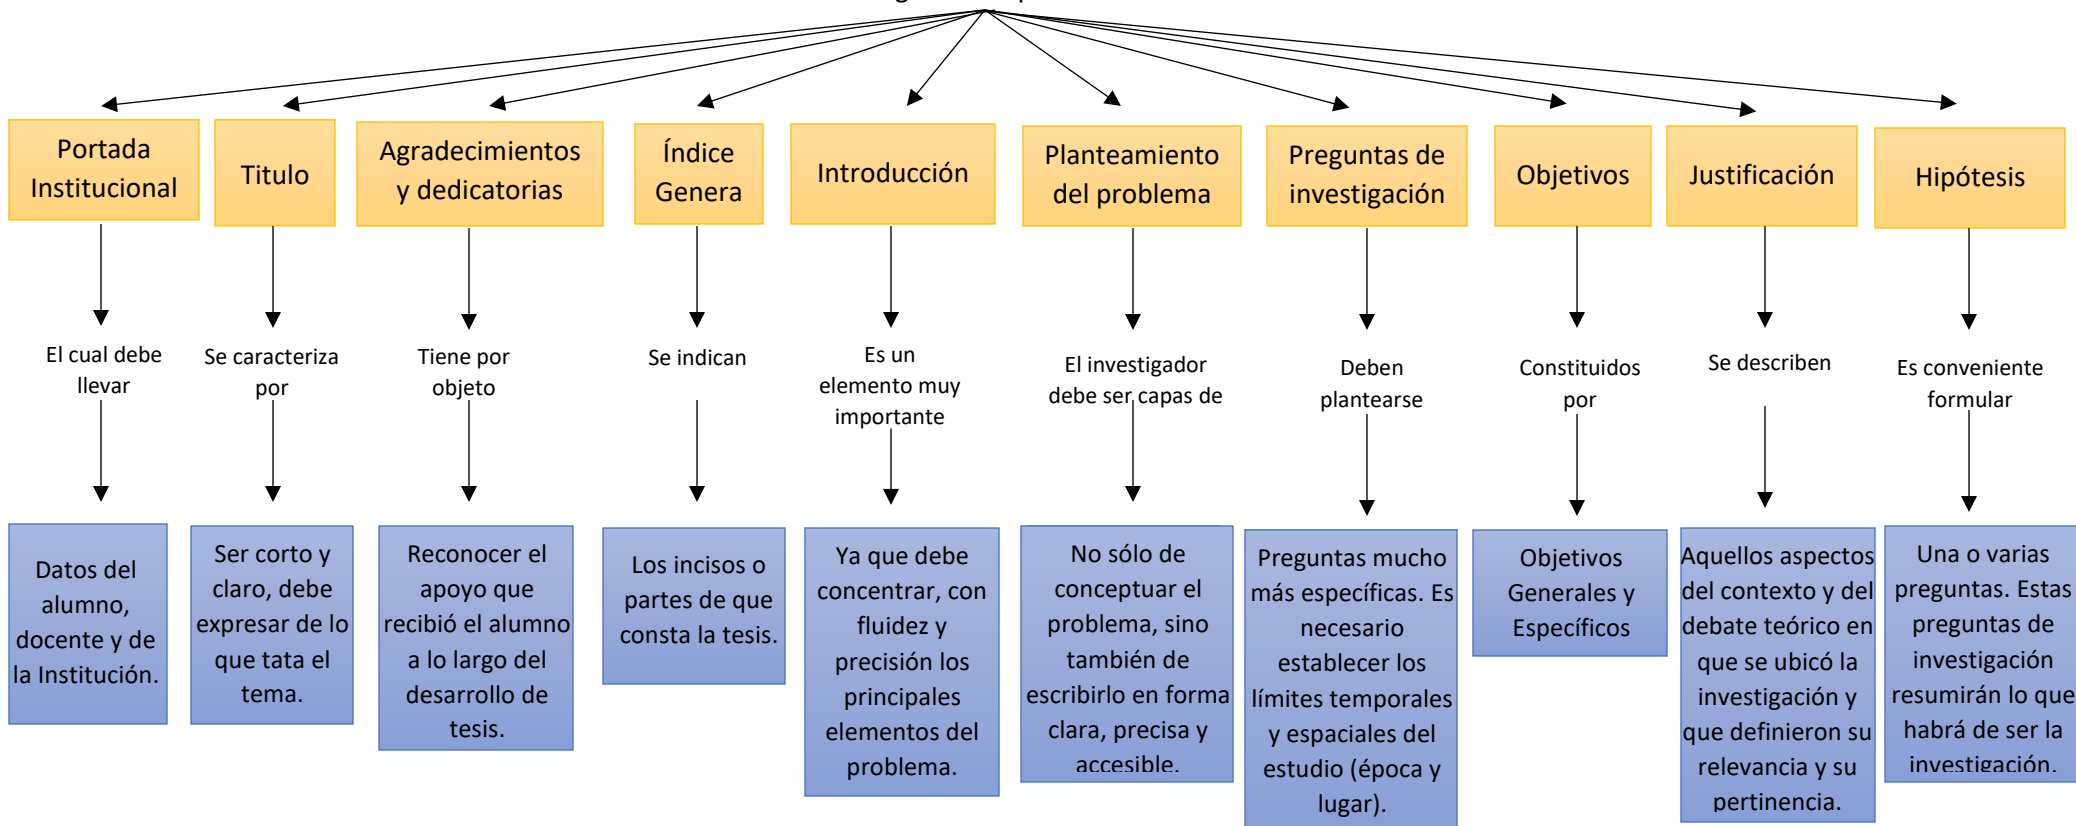 Portada
Institucional
Titulo
Agradecimientos
y dedicatorias
Índice
Genera
Introducción
Planteamiento
del problema
Preguntas de
investigación
Objetivos
Justificación
Hipótesis
El cual debe
llevar
Se caracteriza
por
Tiene por
objeto
Se indican
Es un
elemento muy
importante
El investigador
debe ser capas de
Deben
plantearse
Constituidos
por
Se describen
Es conveniente
formular
Datos del
alumno,
docente y de
la Institución.
Ser corto y
claro, debe
expresar de lo
que tata el
tema.
Reconocer el
apoyo que
recibió el alumno
a lo largo del
desarrollo de
tesis.
Los incisos o
partes de que
consta la tesis.
Ya que debe
concentrar, con
fluidez y
precisión los
principales
elementos del
problema.
No sólo de
conceptuar el
problema, sino
también de
escribirlo en forma
clara, precisa y
accesible.
Preguntas mucho
más específicas. Es
necesario
establecer los
límites temporales
y espaciales del
estudio (época y
lugar).
Objetivos
Generales y
Específicos
Aquellos aspectos
del contexto y del
debate teórico en
que se ubicó la
investigación y
que definieron su
relevancia y su
pertinencia.
Una o varias
preguntas. Estas
preguntas de
investigación
resumirán lo que
habrá de ser la
investigación.